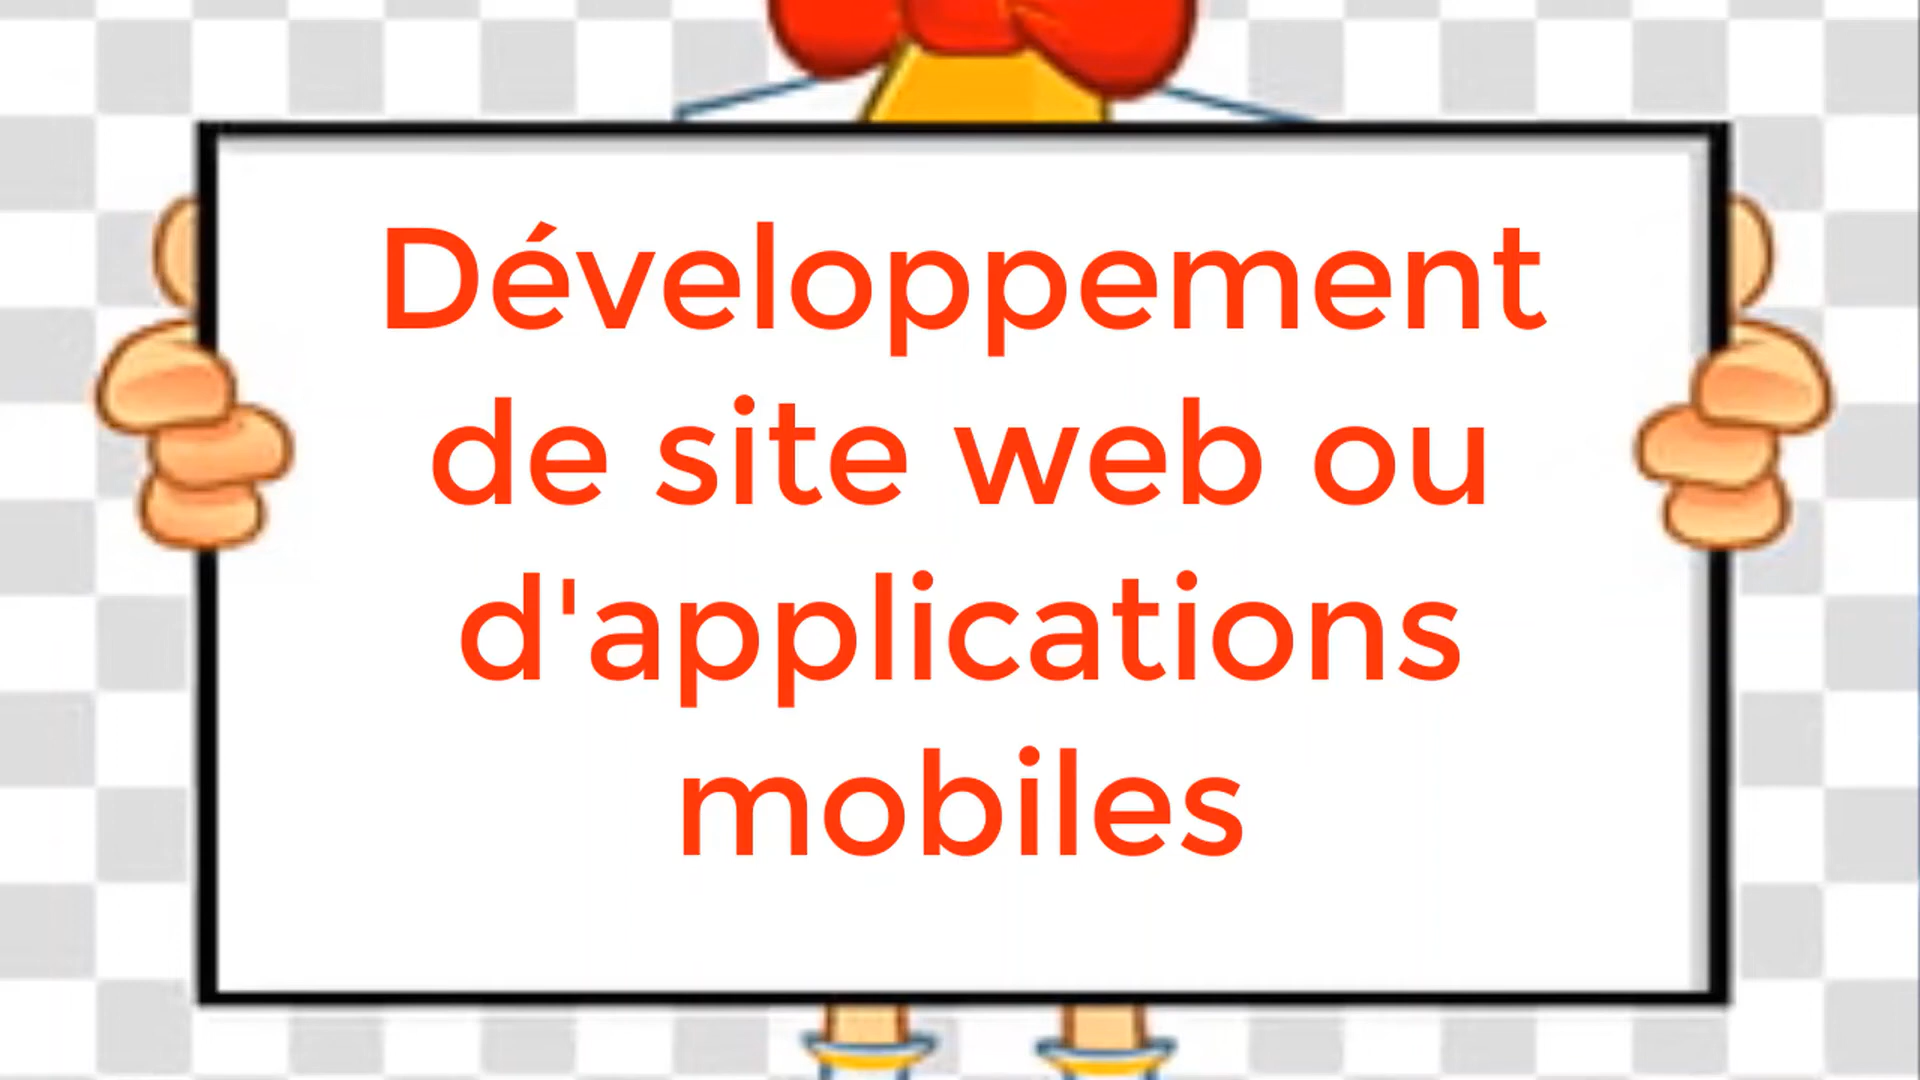 Développement
de site web ou
d'applications
mobiles